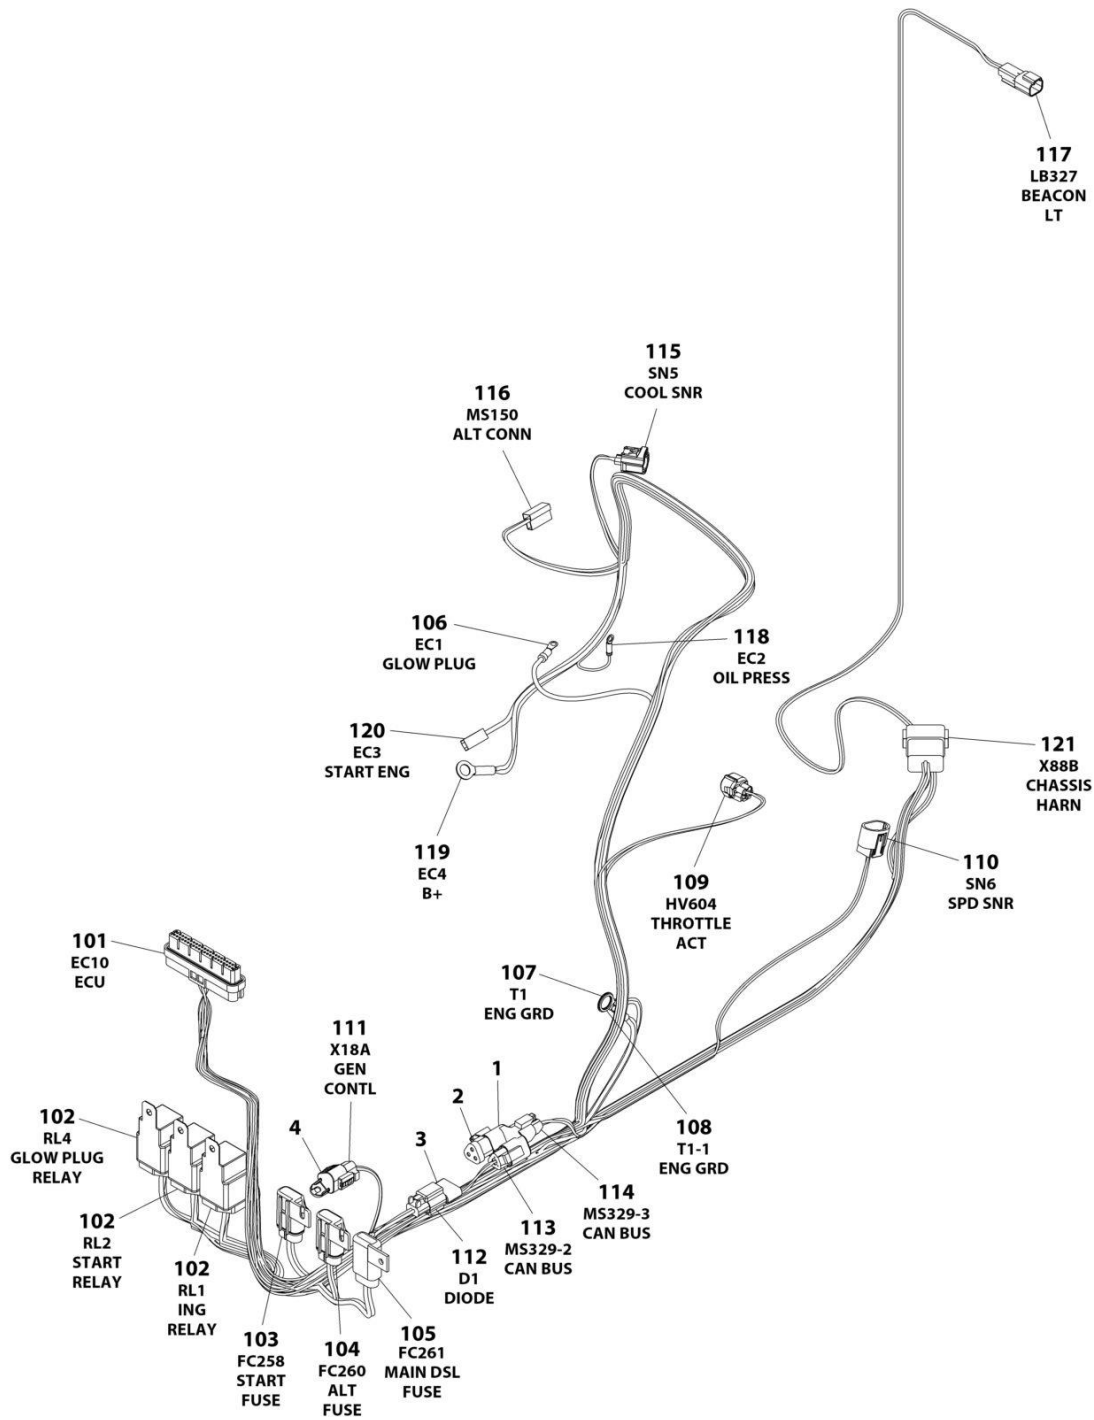 117
LB327
BEACON
LT
115
SN5
COOL SNR
116
MS150
ALT CONN
106
EC1
GLOW PLUG
118
EC2
OIL PRESS
120
EC3
START ENG
121
X88B
CHASSIS
HARN
119
EC4
B+
109
HV604
THROTTLE
ACT
110
SN6
SPD SNR
101
EC10
ECU
107
T1
ENG GRD
111
X18A
GEN
CONTL
1
2
102
RL4
GLOW PLUG
RELAY
4
3
108
T1-1
ENG GRD
114
MS329-3
CAN BUS
102
RL2
START
RELAY
113
MS329-2
CAN BUS
102
RL1
ING
RELAY
112
D1
DIODE
103
FC258
START
FUSE
104
FC260
ALT
FUSE
105
FC261
MAIN DSL
FUSE